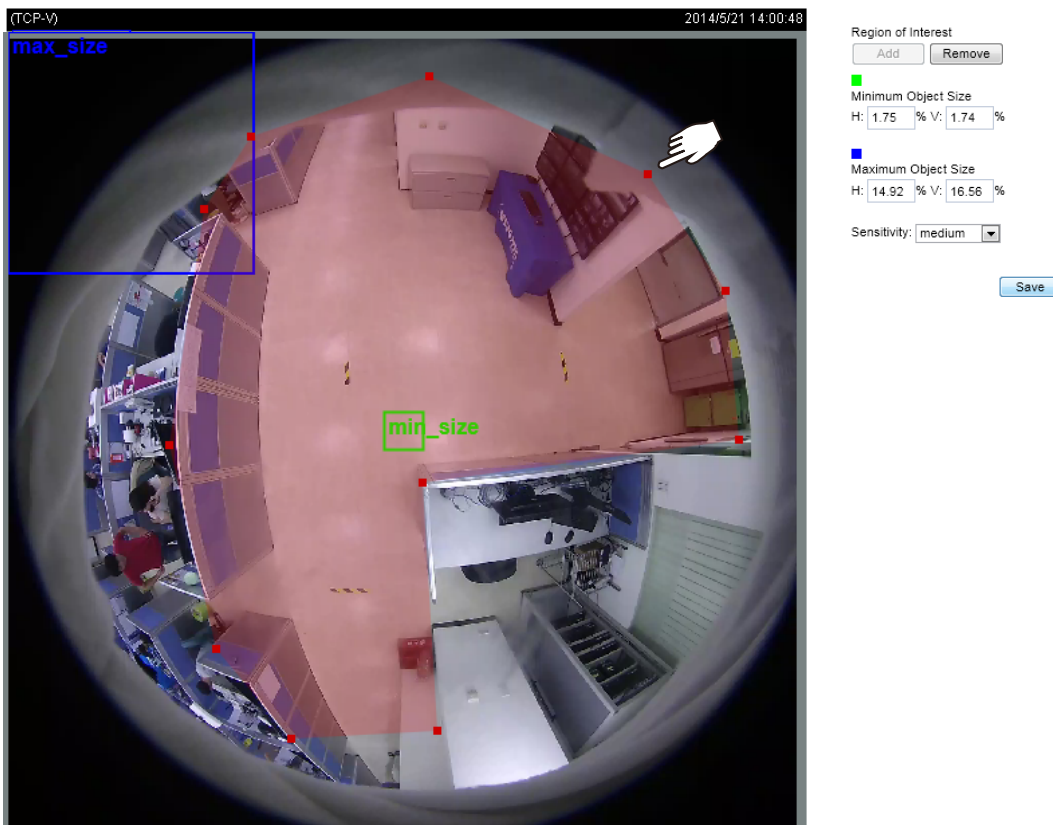 (TCP-V) 2014/5/21 14:00:48
max_size
min_size
Region of Interest
Add Remove
Minimum Object Size
H: 1.75 % V: 1.74 %
Maximum Object Size
H: 14.92 % V: 16.56 %
Sensitivity: medium
Save